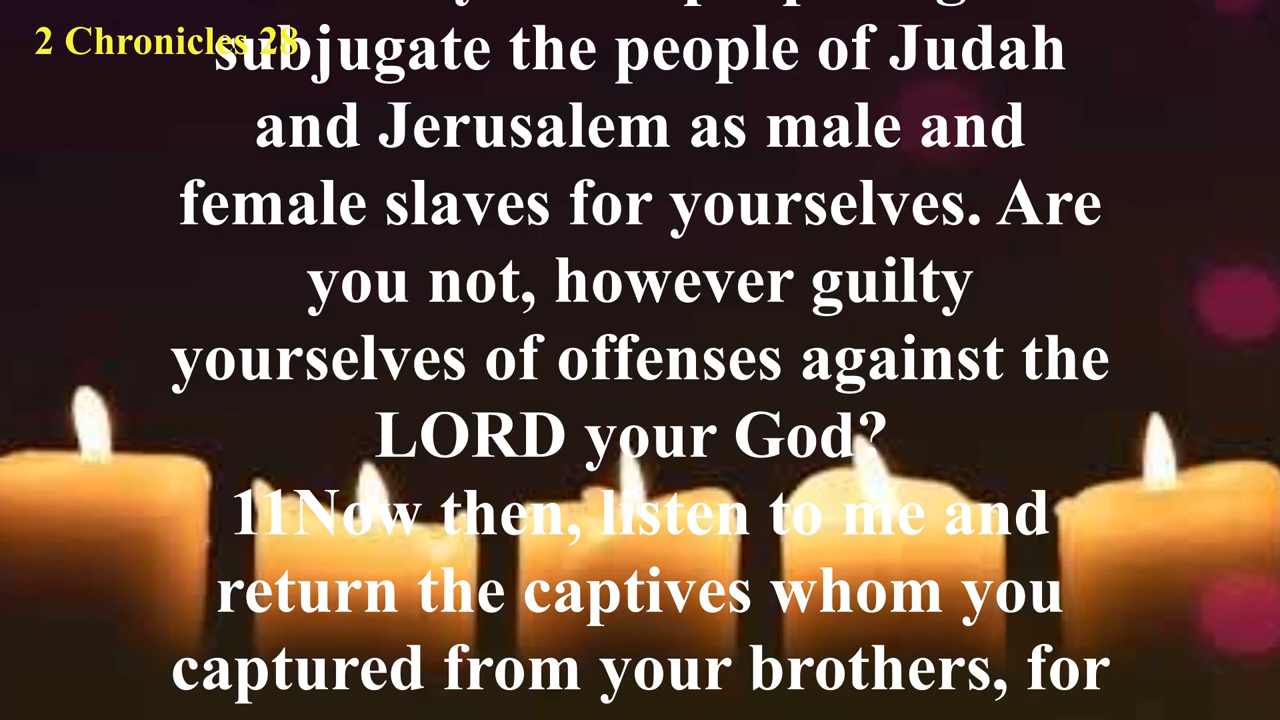 2 Chronicles 28
subjugate the people of Judah
and Jerusalem as male and
female slaves for yourselves. Are
you not, however guilty
yourselves of offenses against the
LORD your God?
11Now then, listen to me and
return the captives whom you
captured from your brothers, for